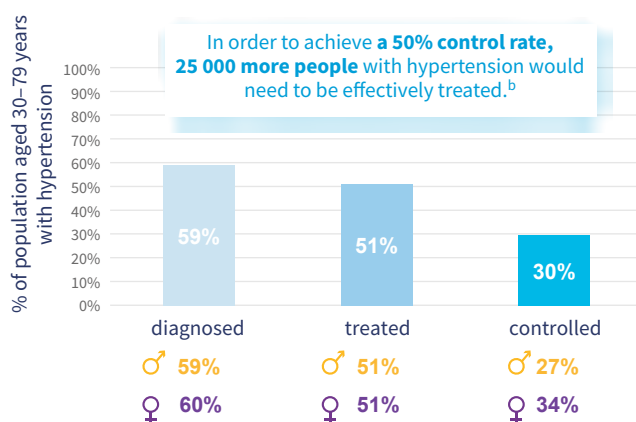 % of population aged 30–79 years
with hypertension
In order to achieve a 50% control rate,
25 000 more people with hypertension would
need to be effectively treated.b
100%
90%
80%
70%
60%
50%
40%
30%
20%
10%
0%
59%
51%
30%
diagnosed treated controlled
♂ 59% ♂ 51% ♂ 27%
♀ 60% ♀ 51% ♀ 34%